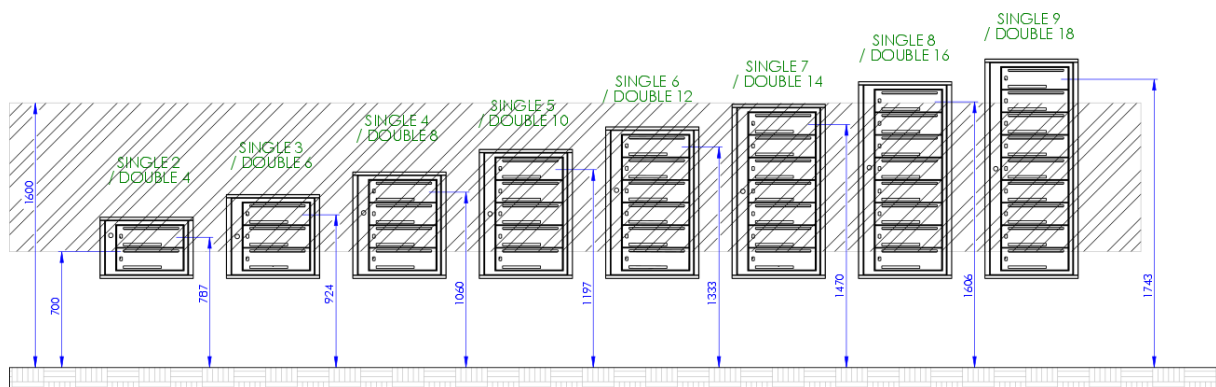 SINGLE 9
/ DOUBLE 18
SINGLE 8
/ DOUBLE 16
SINGLE 7
/ DOUBLE 14
SINGLE 6
/ DOUBLE 12
SINGLE 5
/ DOUBLE 10
SINGLE 4
/ DOUBLE 8
SINGLE 3
/ DOUBLE 6
SINGLE 2
/ DOUBLE 4
1600
700
787
924
1060
1197
1333
1470
1606
1743